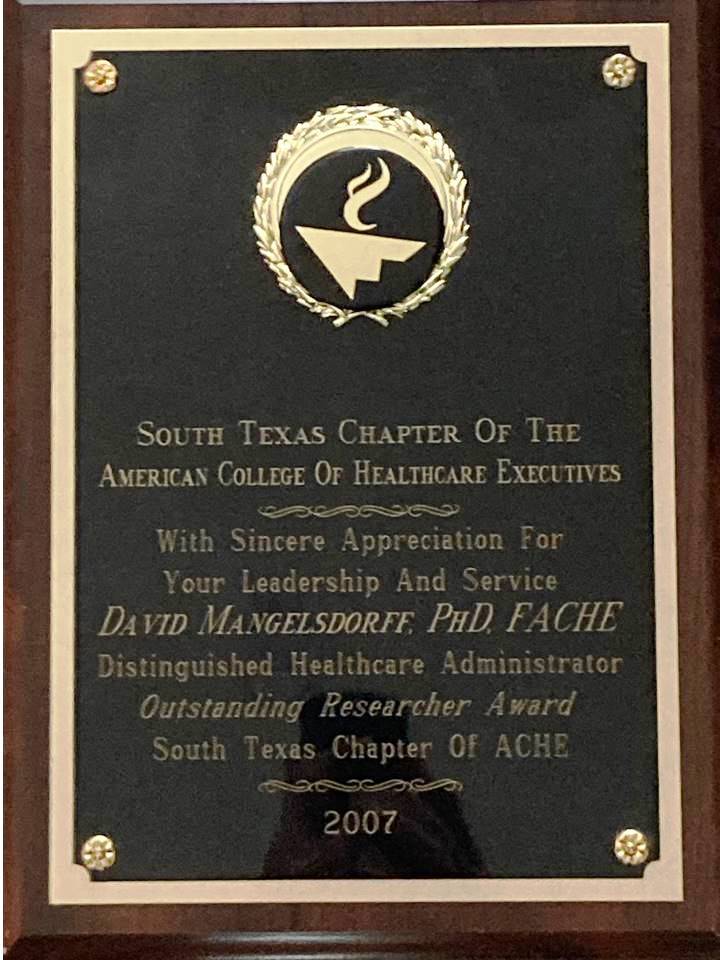 South Texas Chapter Of The
American College Of Healthcare Executives
With Sincere Appreciation For
Your Leadership And Service
David Mangelsdorff, PhD, FACHE
Distinguished Healthcare Administrator
Outstanding Researcher Award
South Texas Chapter Of ACHE
2007